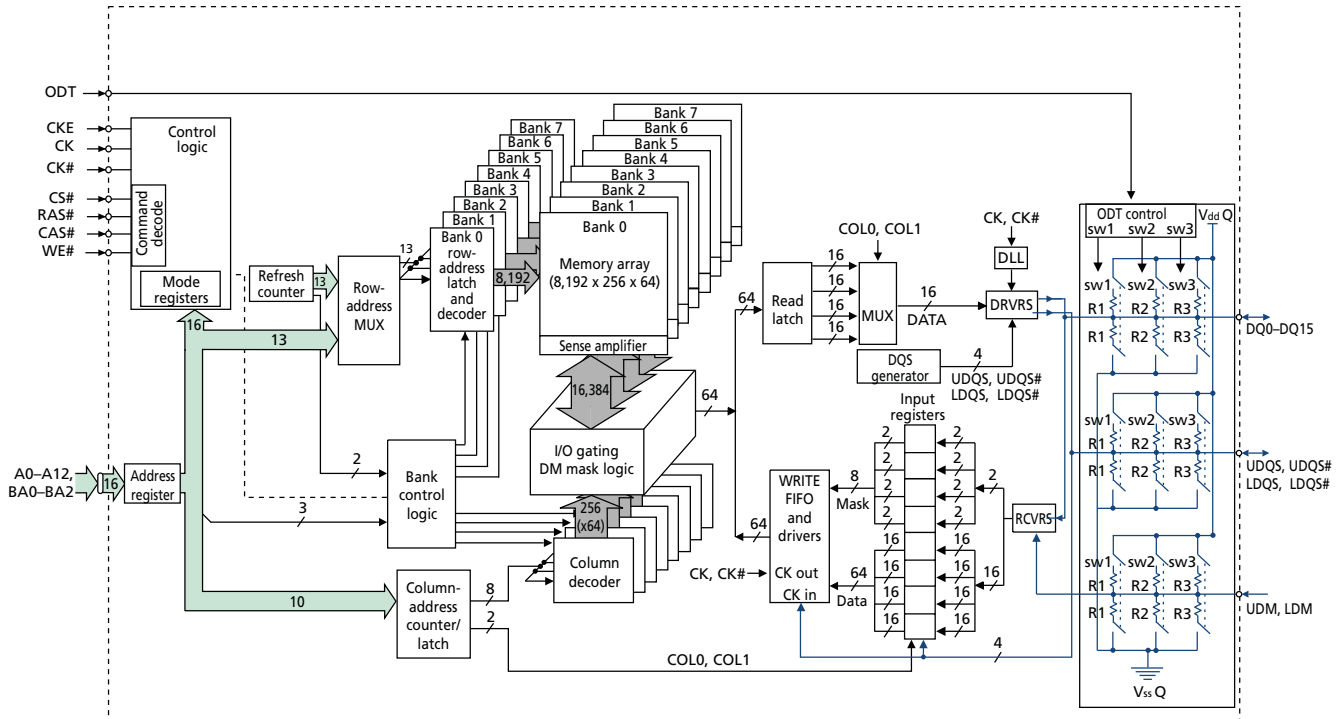 ODT
CKE
CK
CK#
CS#
RAS#
CAS#
WE#
Control
logic
Command
decode
Mode
registers
Refresh
counter
13
Row-
address
MUX
13
16
13
A0–A12,
BA0–BA2
16
Address
register
3
2
10
Bank
control
logic
Column-
address
counter/
latch
8
2
COL0, COL1
Bank 7
Bank 6
Bank 5
Bank 4
Bank 3
Bank 2
Bank 1
Bank 0
row-
address
latch
and
decoder
8,192
Bank 7
Bank 6
Bank 5
Bank 4
Bank 3
Bank 2
Bank 1
Bank 0
Memory array
(8,192 x 256 x 64)
Sense amplifier
16,384
I/O gating
DM mask logic
256
(x64)
Column
decoder
64
64
64
Read
latch
16
16
16
16
COL0, COL1
MUX
16
DATA
CK, CK#
DLL
DRVRS
DQS
generator
4
UDQS, UDQS#
LDQS, LDQS#
Input
registers
2
2
2
2
2
2
2
2
2
8
Mask
WRITE
FIFO
and
drivers
CK out
CK in
CK, CK#
64
Data
16
16
16
16
16
16
16
16
16
RCVRS
4
ODT control
sw1 sw2 sw3
Vdd Q
sw1 sw2 sw3
R1 R2 R3
R1 R2 R3
DQ0–DQ15
sw1 sw2 sw3
R1 R2 R3
R1 R2 R3
UDQS, UDQS#
LDQS, LDQS#
sw1 sw2 sw3
R1 R2 R3
R1 R2 R3
UDM, LDM
Vss Q